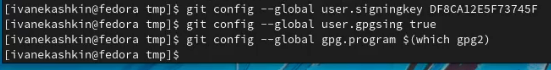 [ivanekashkin@fedora tmp]$ git config --global user.signingkey DF8CA12E5F73745F
[ivanekashkin@fedora tmp]$ git config --global user.gpgsing true
[ivanekashkin@fedora tmp]$ git config --global gpg.program $(which gpg2)
[ivanekashkin@fedora tmp]$